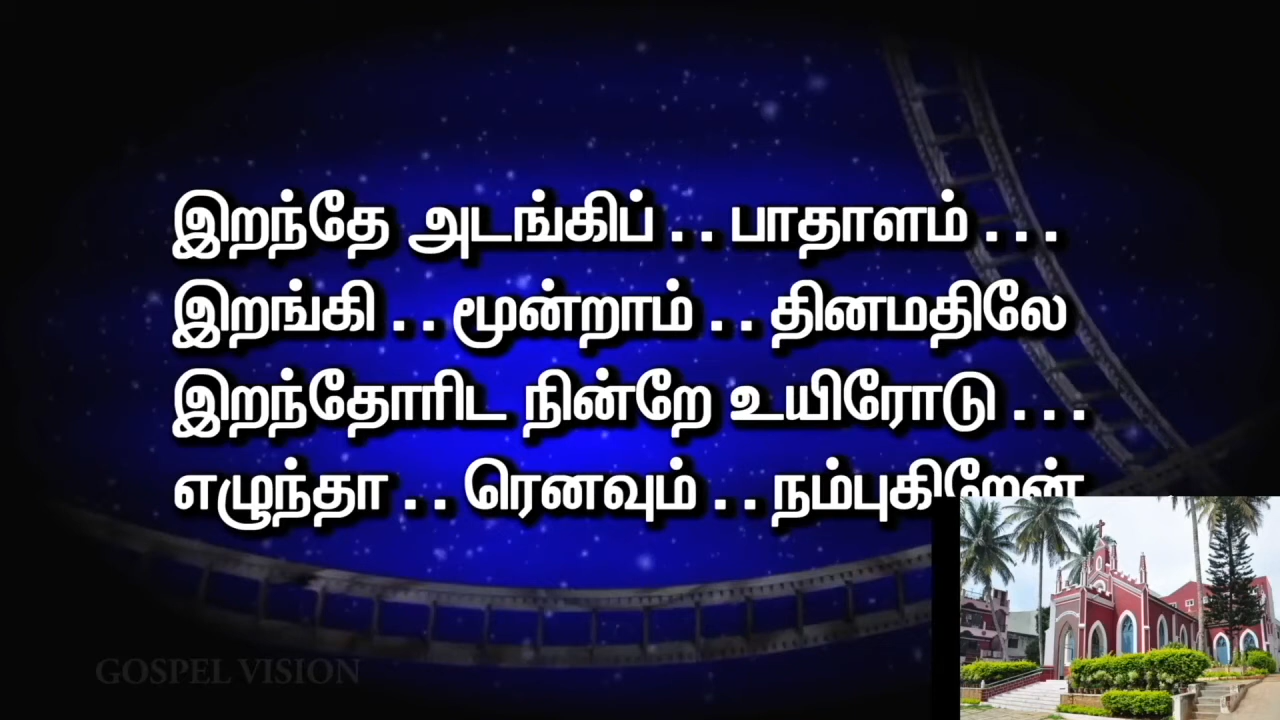 இறந்தே அடங்கிப் . . பாதாளம் . . .
இறங்கி . . மூன்றாம் . . தினமதிலே
இறந்தோரிட நின்றே உயிரோடு . . .
எழுந்தா . . ரெனவும் . . நம்புகிறேன்
GOSPEL VISION